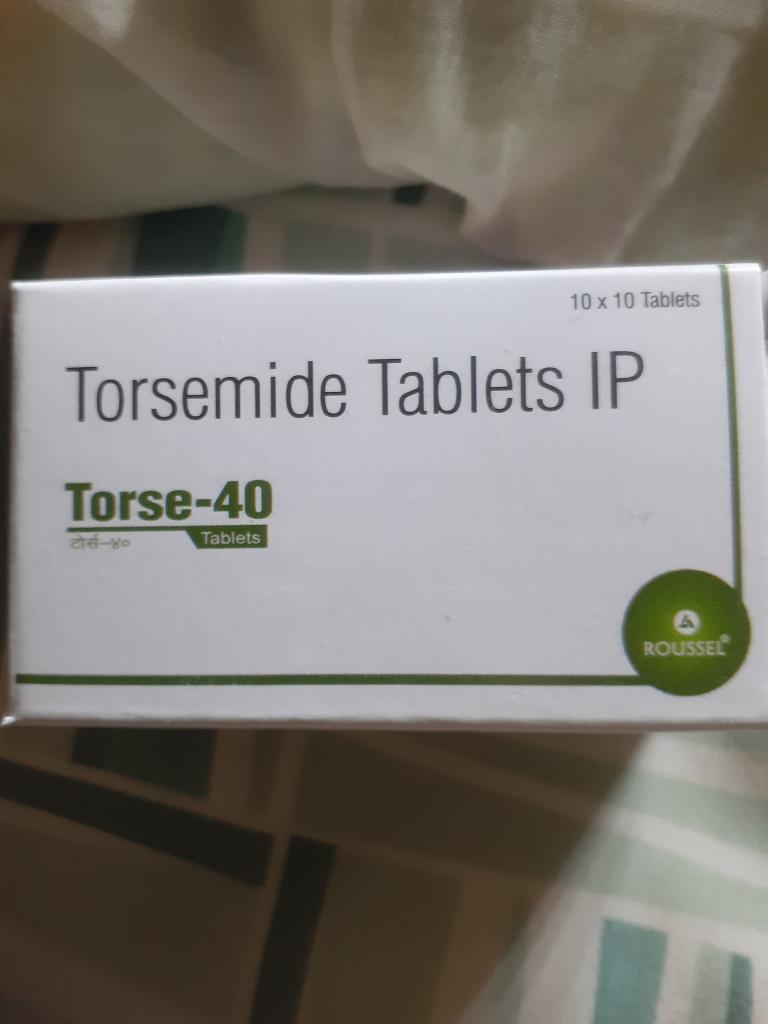 10 x 10 Tablets
Torsemide Tablets IP
Torse-40
टोर्स-४०
Tablets
ROUSSEL®